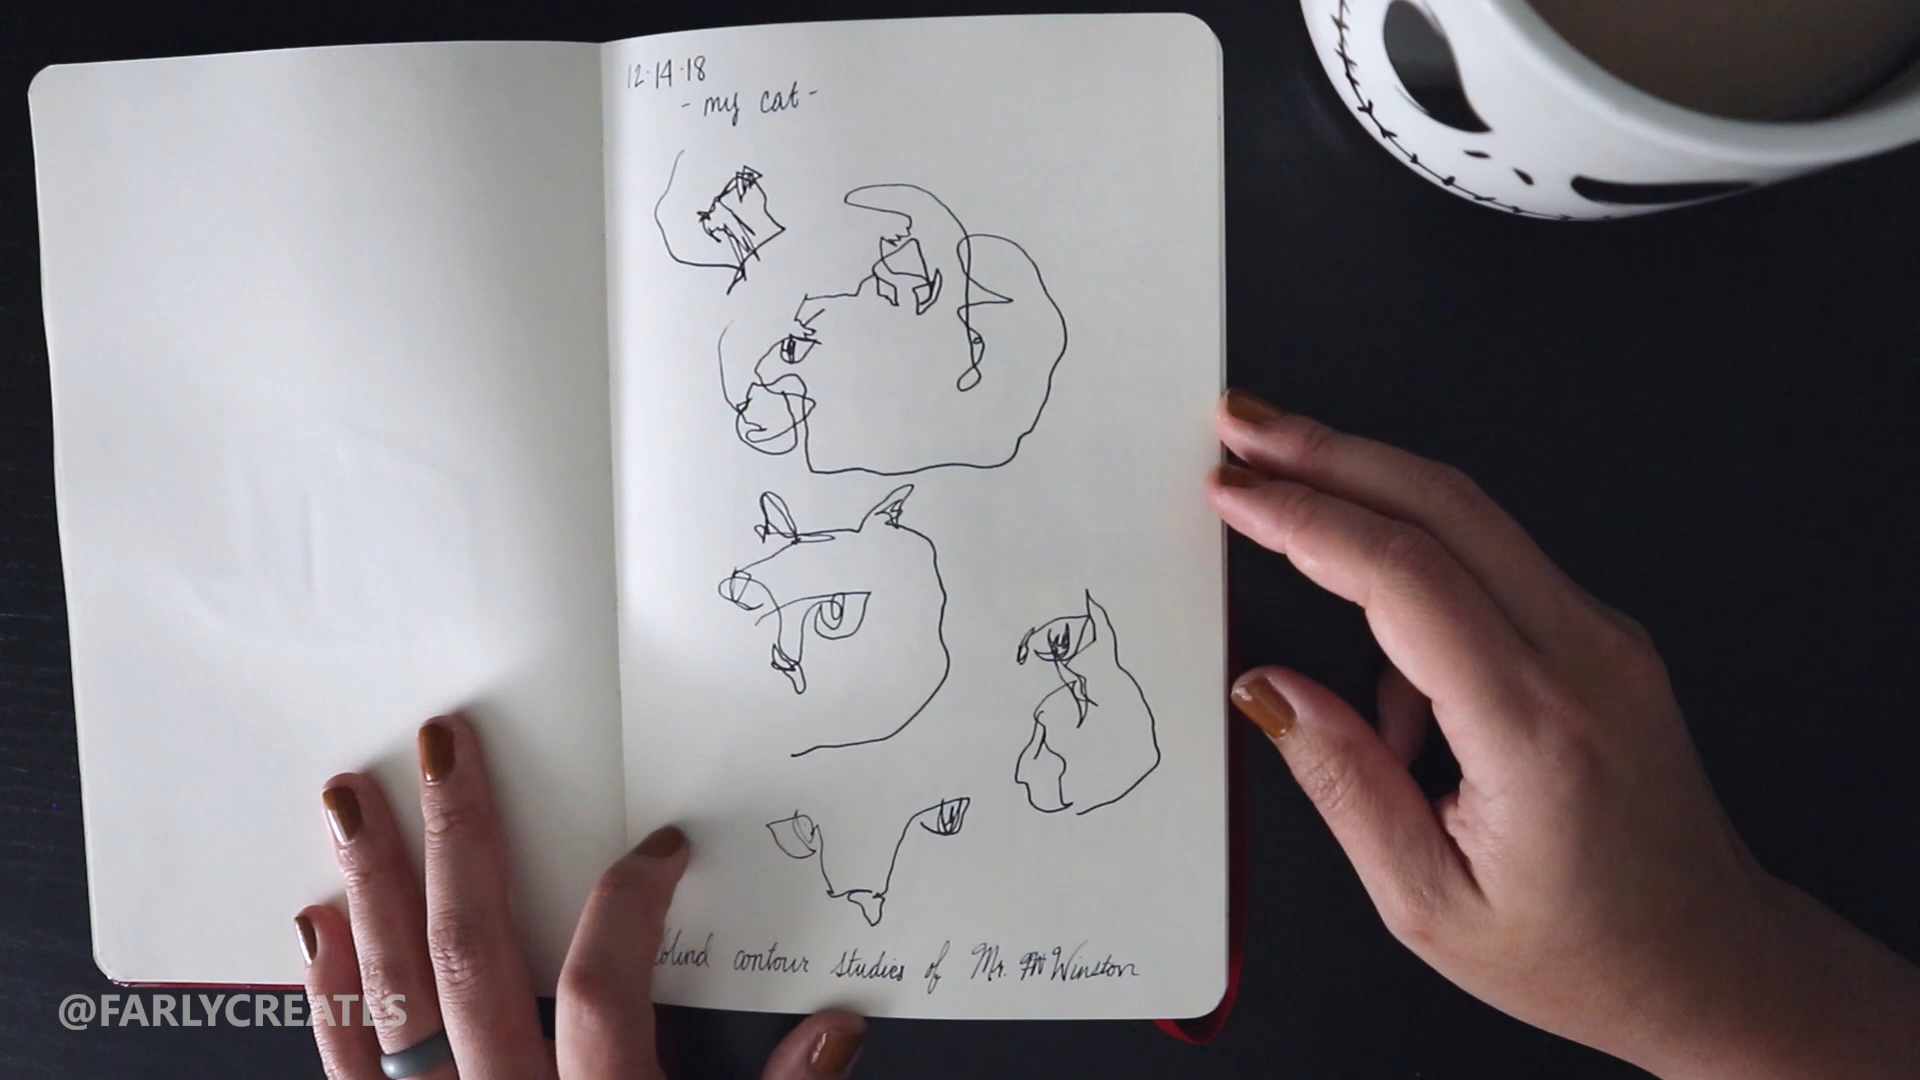 12·14·18
- my cat -
blind contour studies of Mr. Winston
@FARLYCREATES